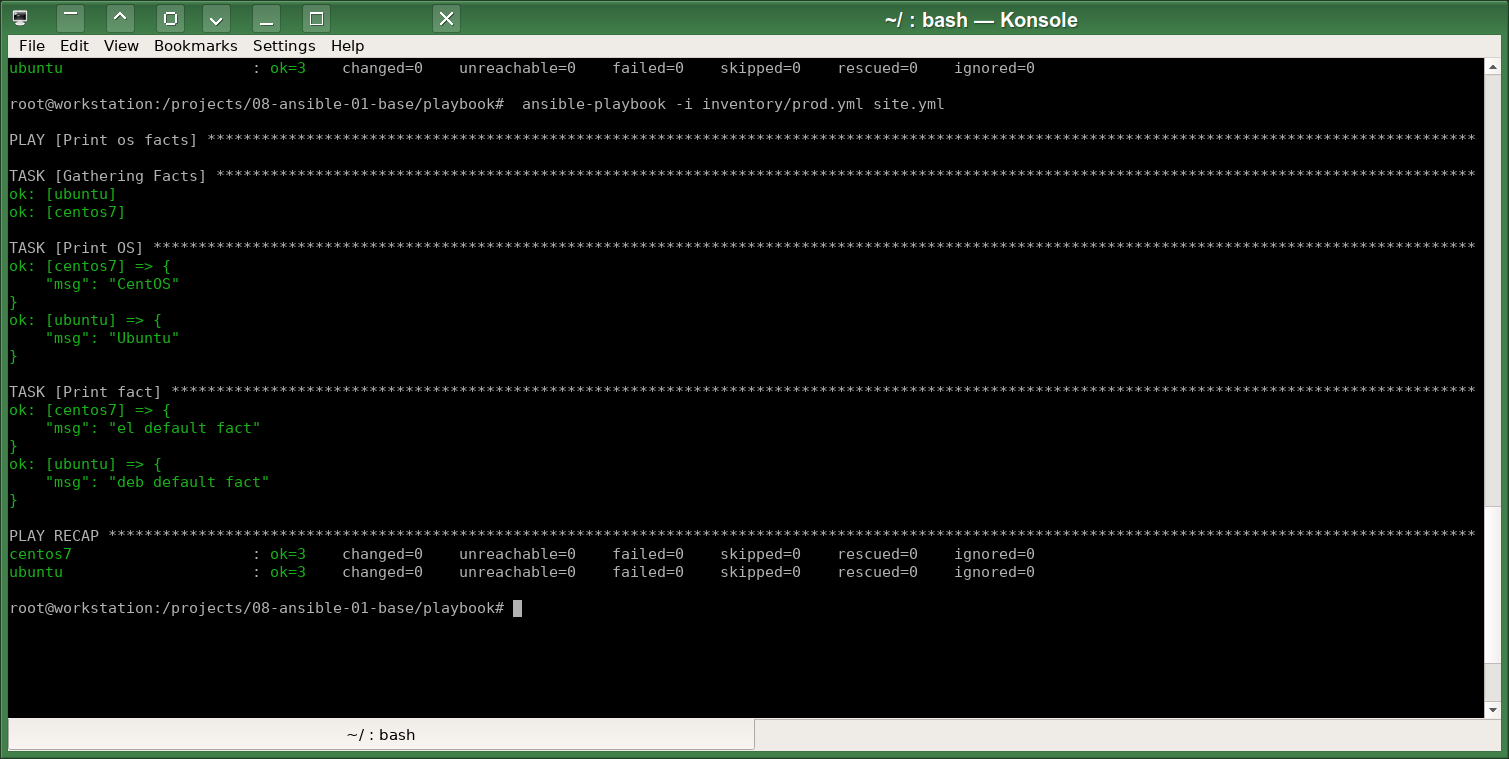 ~/ : bash — Konsole
File Edit View Bookmarks Settings Help
ubuntu                     : ok=3    changed=0    unreachable=0    failed=0    skipped=0    rescued=0    ignored=0
root@workstation:/projects/08-ansible-01-base/playbook#  ansible-playbook -i inventory/prod.yml site.yml
PLAY [Print os facts] *********************************************************************************************************************************************
TASK [Gathering Facts] ********************************************************************************************************************************************
ok: [ubuntu]
ok: [centos7]
TASK [Print OS] ***************************************************************************************************************************************************
ok: [centos7] => {
    "msg": "CentOS"
}
ok: [ubuntu] => {
    "msg": "Ubuntu"
}
TASK [Print fact] *************************************************************************************************************************************************
ok: [centos7] => {
    "msg": "el default fact"
}
ok: [ubuntu] => {
    "msg": "deb default fact"
}
PLAY RECAP ********************************************************************************************************************************************************
centos7                    : ok=3    changed=0    unreachable=0    failed=0    skipped=0    rescued=0    ignored=0
ubuntu                     : ok=3    changed=0    unreachable=0    failed=0    skipped=0    rescued=0    ignored=0
root@workstation:/projects/08-ansible-01-base/playbook#
~/ : bash